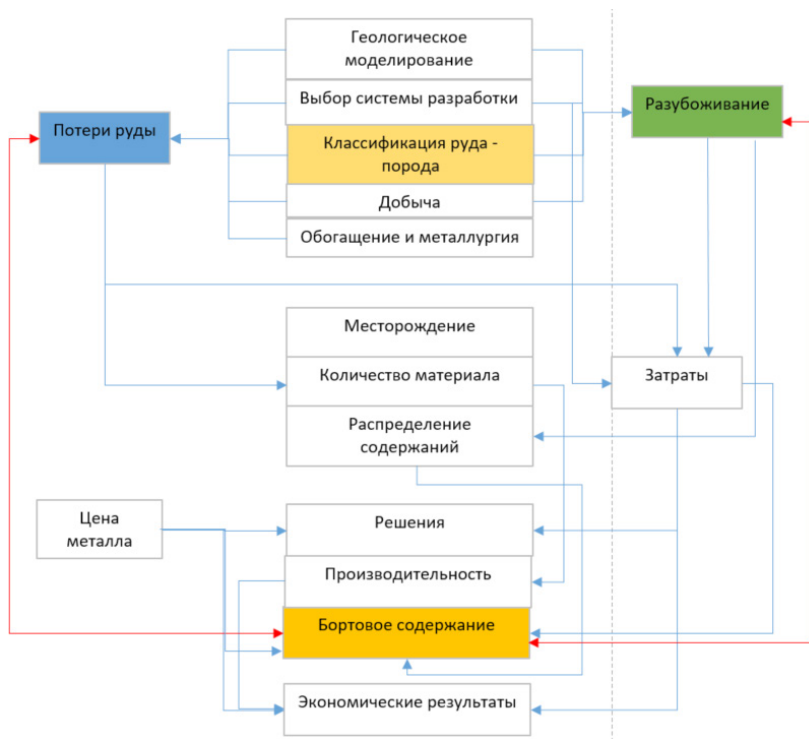 Геологическое
моделирование
Выбор системы разработки
Разубоживание
Потери руды
Классификация руда -
порода
Добыча
Обогащение и металлургия
Месторождение
Количество материала
Затраты
Распределение
содержаний
Цена
металла
Решения
Производительность
Бортовое содержание
Экономические результаты